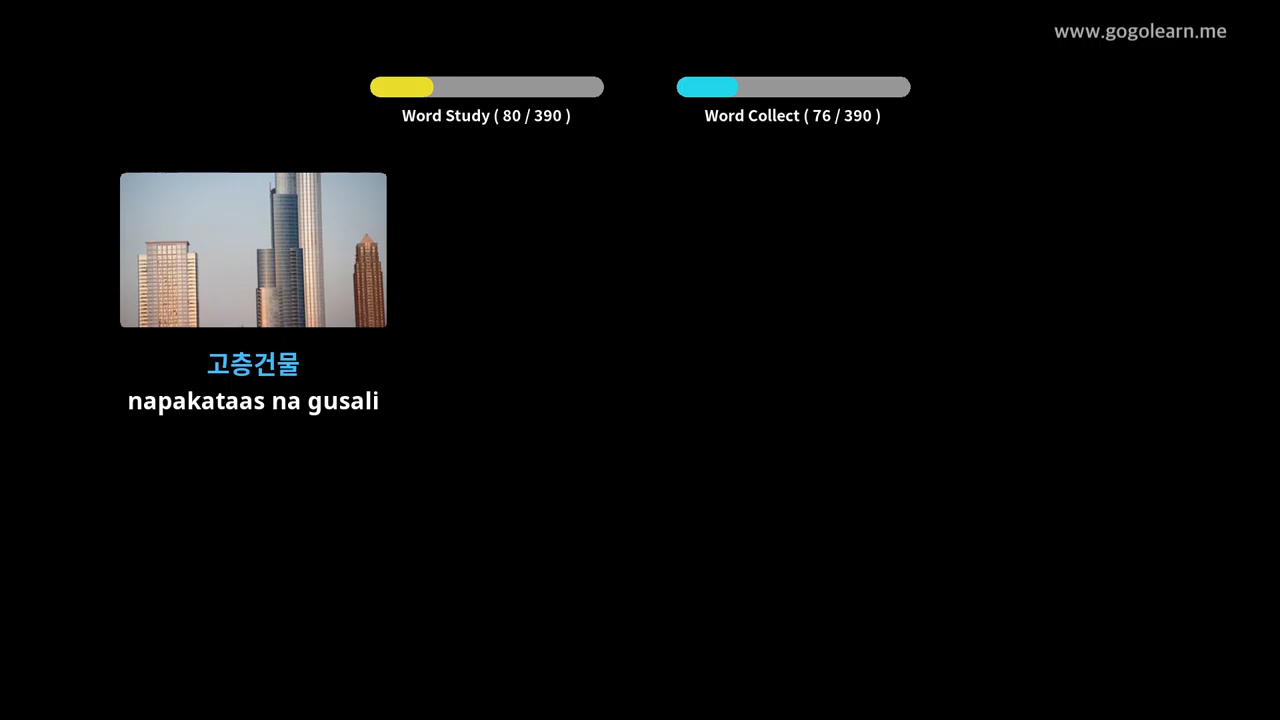 www.gogolearn.me
Word Study ( 80 / 390 )
Word Collect ( 76 / 390 )
고층건물
napakataas na gusali